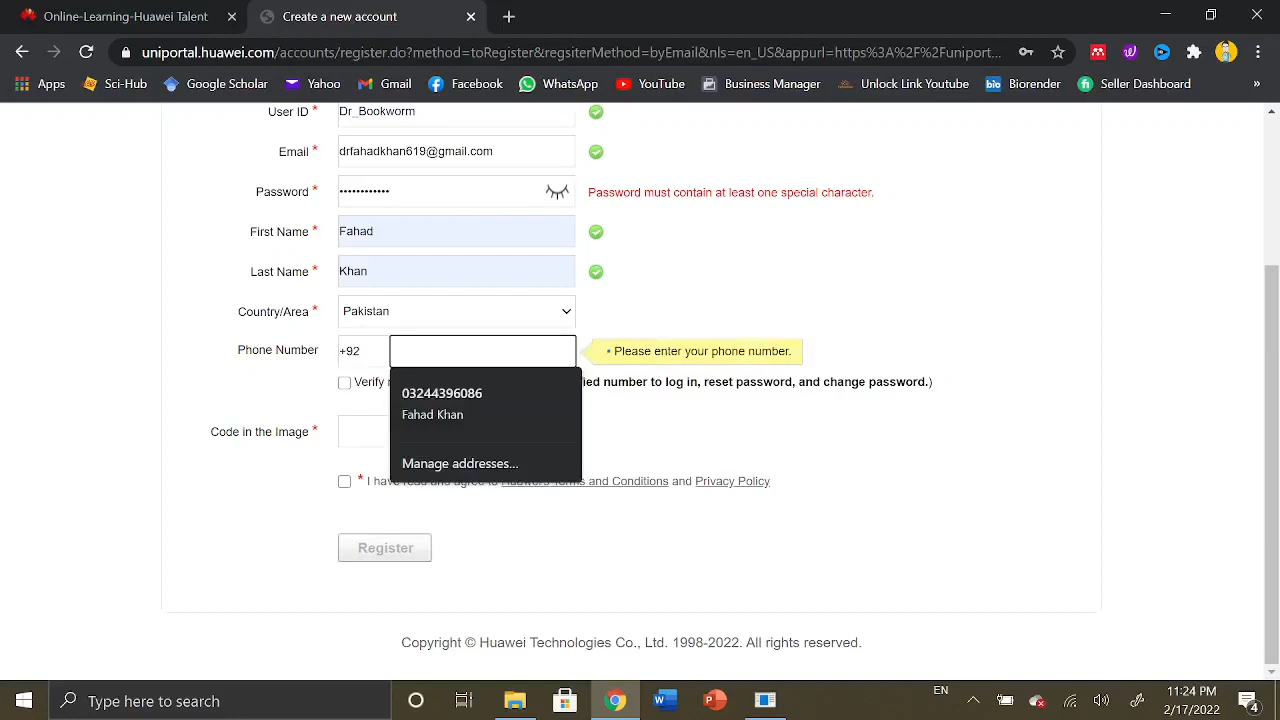 Online-Learning-Huawei Talent
Create a new account
uniportal.huawei.com/accounts/register.do?method=toRegister&regsiterMethod=byEmail&nls=en_US&appurl=https%3A%2F%2Funiport...
Apps Sci-Hub Google Scholar Yahoo Gmail Facebook WhatsApp YouTube Business Manager Unlock Link Youtube bio Biorender Seller Dashboard »
User ID * Dr_Bookworm
Email * drfahadkhan619@gmail.com
Password * •••••••••••• Password must contain at least one special character.
First Name * Fahad
Last Name * Khan
Country/Area * Pakistan
Phone Number +92 * Please enter your phone number.
Verify number to log in, reset password, and change password.)
03244396086
Fahad Khan
Manage addresses...
Code in the Image *
* I have read and agree to Huawei's Terms and Conditions and Privacy Policy
Register
Copyright © Huawei Technologies Co., Ltd. 1998-2022. All rights reserved.
Type here to search
EN
11:24 PM
2/17/2022
4